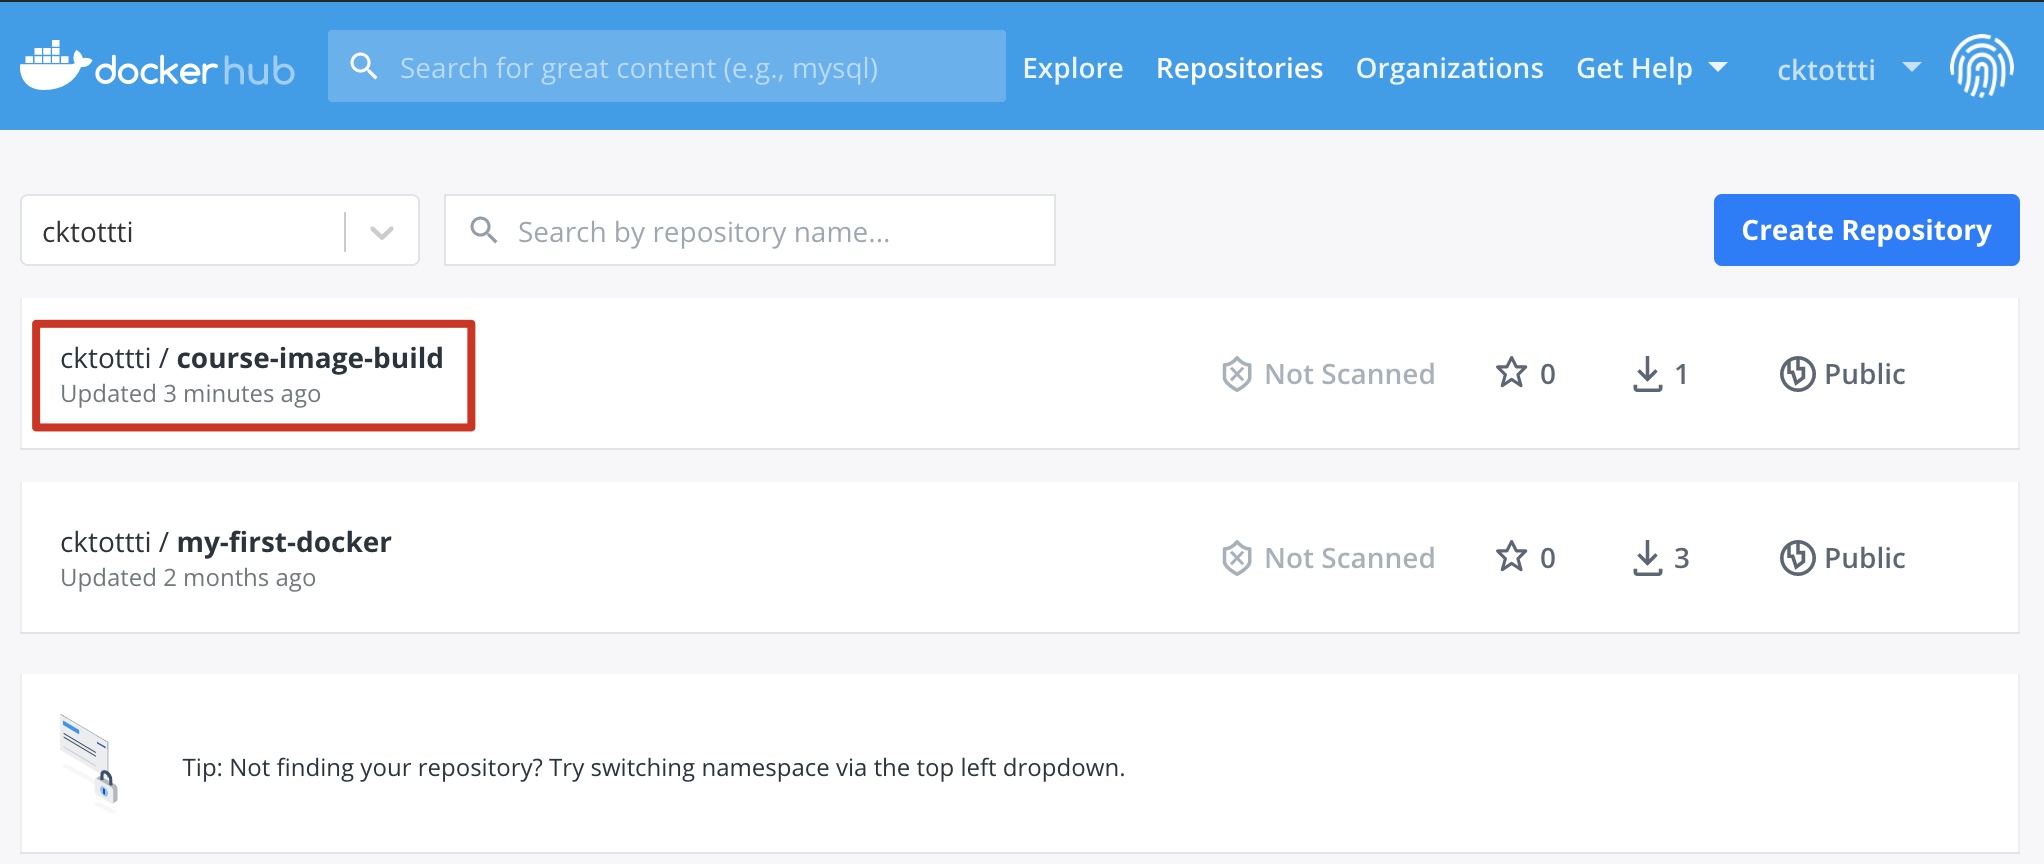 docker hub
Search for great content (e.g., mysql)
Explore
Repositories
Organizations
Get Help
cktottti
cktottti
Search by repository name...
Create Repository
cktottti / course-image-build
Updated 3 minutes ago
Not Scanned
0
1
Public
cktottti / my-first-docker
Updated 2 months ago
Not Scanned
0
3
Public
Tip: Not finding your repository? Try switching namespace via the top left dropdown.